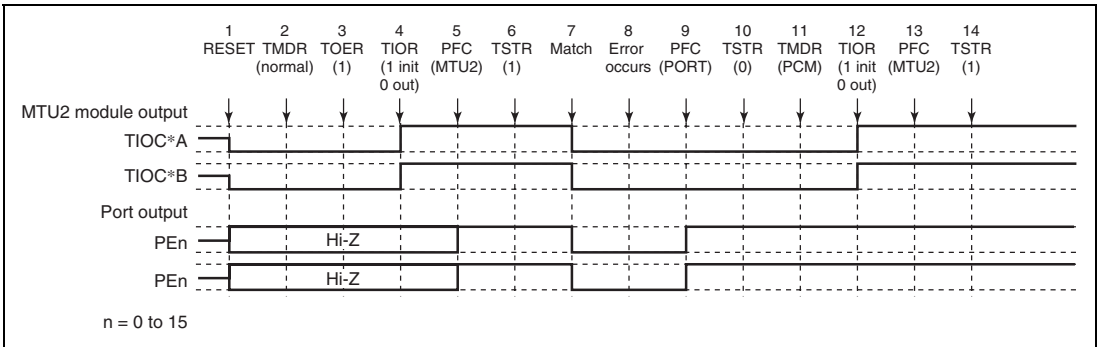 1 2 3 4 5 6 7 8 9 10 11 12 13 14
RESET TMDR TOER TIOR PFC TSTR Match Error PFC TSTR TMDR TIOR PFC TSTR
(normal) (1) (1 init (MTU2) (1) occurs (PORT) (0) (PCM) (1 init (MTU2) (1)
0 out) 0 out)
MTU2 module output
TIOC*A
TIOC*B
Port output
PEn Hi-Z
PEn Hi-Z
n = 0 to 15